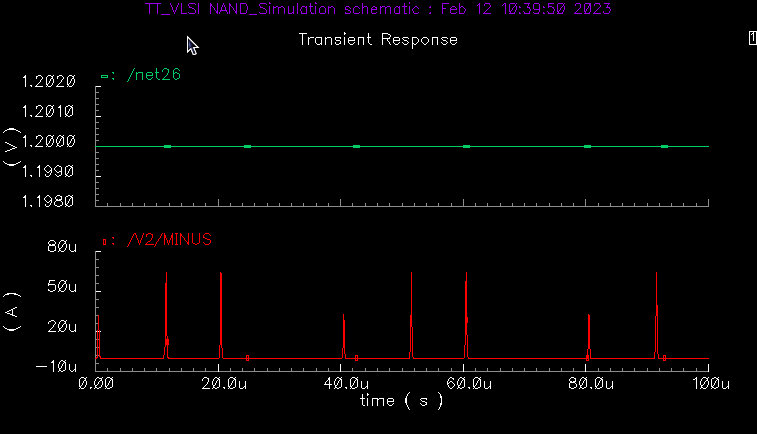 TT_VLSI NAND_Simulation schematic : Feb 12 10:39:50 2023
Transient Response
1
: /net26
1.2020
1.2010
1.2000
1.1990
1.1980
( V )
: /V2/MINUS
80u
50u
20u
-10u
( A )
0.00 20.0u 40.0u 60.0u 80.0u 100u
time ( s )